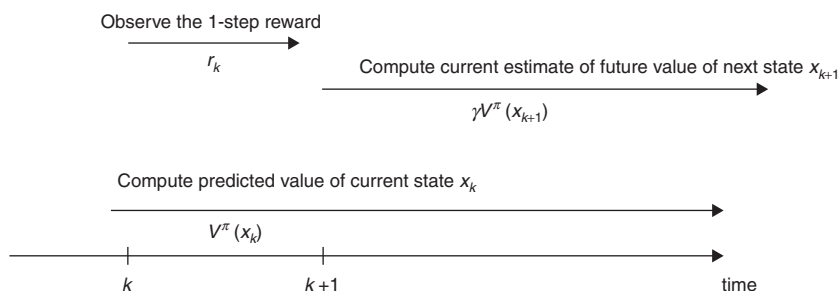 Observe the 1-step reward
r_k
Compute current estimate of future value of next state x_{k+1}
γV^π (x_{k+1})
Compute predicted value of current state x_k
V^π (x_k)
k k+1 time